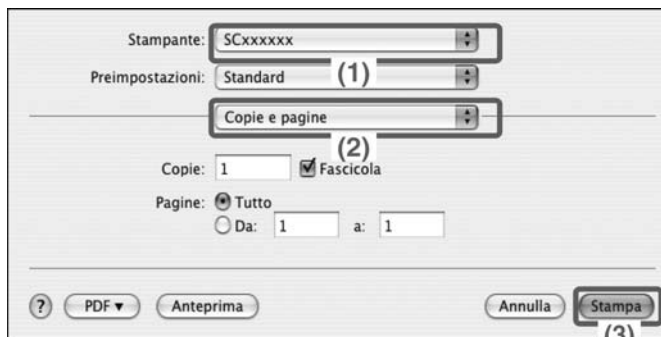 Stampante: SCxxxxxx
(1)
Preimpostazioni: Standard
Copie e pagine
(2)
Copie: 1 Fascicola
Pagine: Tutto
Da: 1 a: 1
? PDF Anteprima Annulla Stampa
(3)